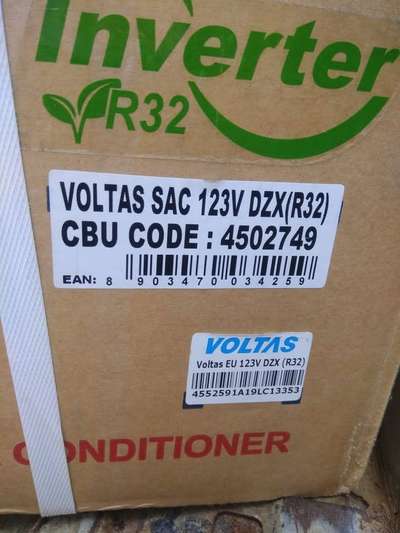 Inverter
R32
VOLTAS SAC 123V DZX(R32)
CBU CODE : 4502749
EAN: 8 903470 034259
VOLTAS
Voltas EU 123V DZX (R32)
4552591A19LC13353
CONDITIONER